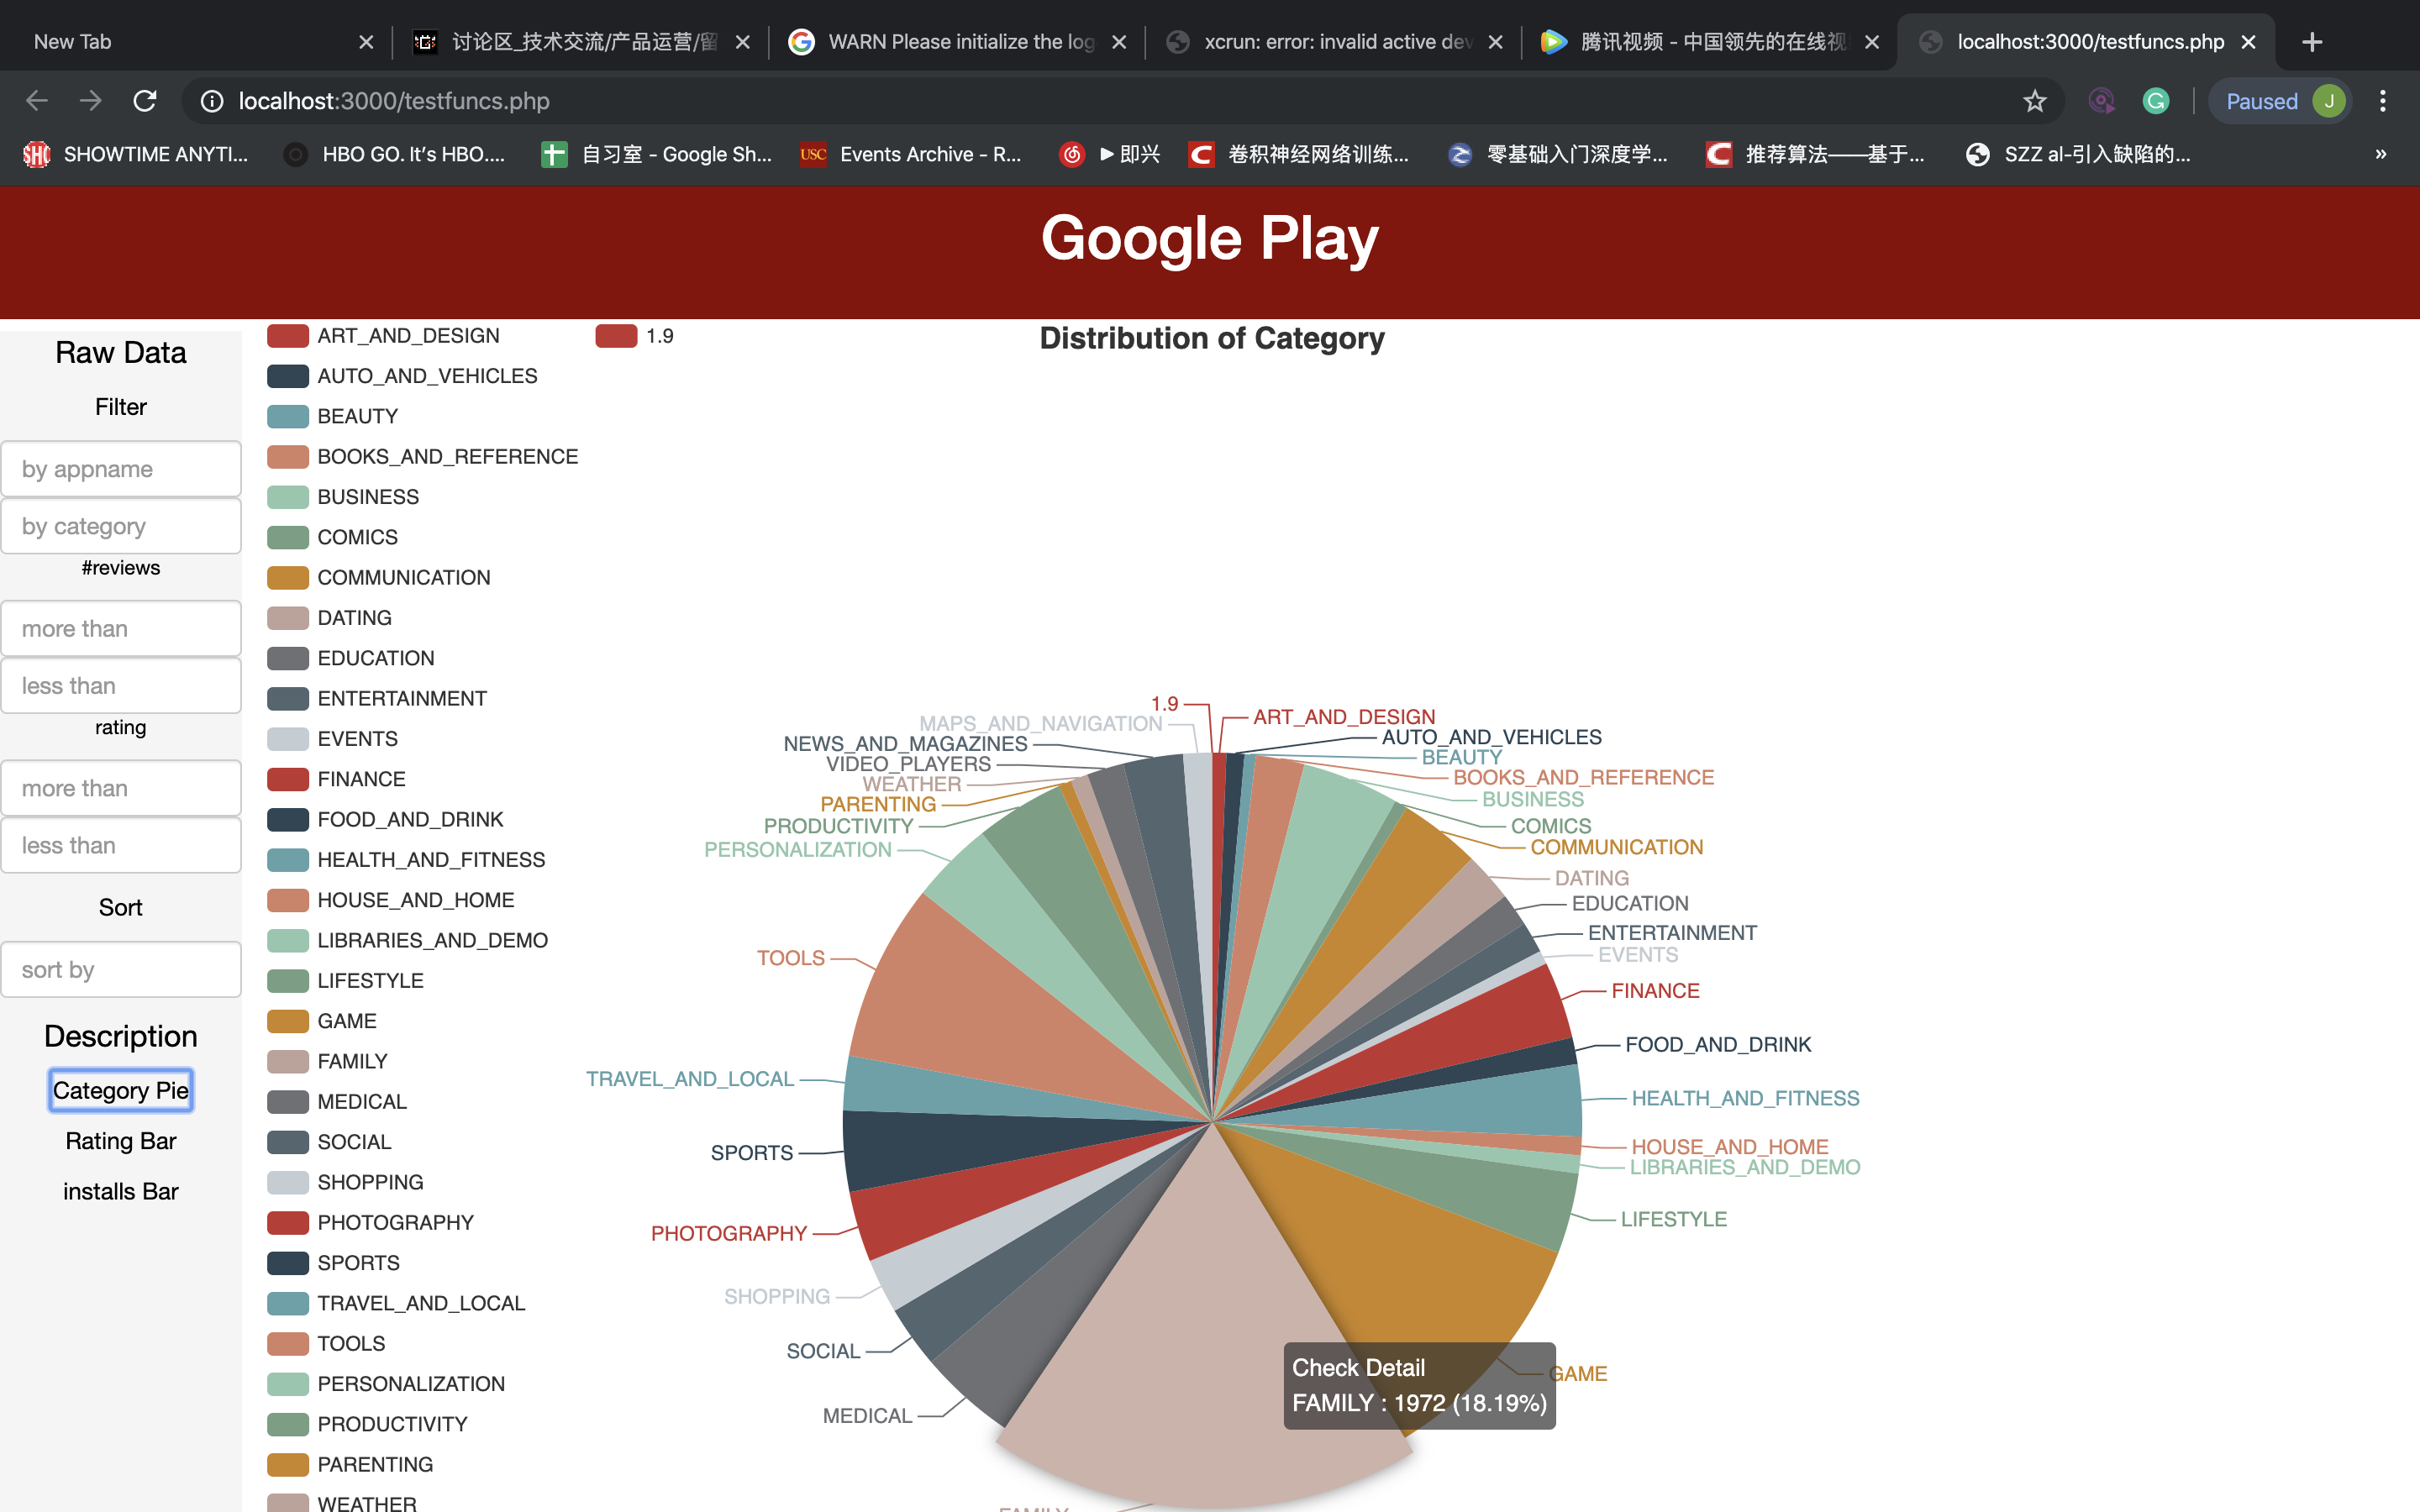 New Tab
讨论区_技术交流/产品运营/留
WARN Please initialize the log
xcrun: error: invalid active dev
腾讯视频 - 中国领先的在线视
localhost:3000/testfuncs.php
localhost:3000/testfuncs.php
Paused
J
SHO
SHOWTIME ANYTI...
HBO GO. It's HBO....
自习室 - Google Sh...
USC
Events Archive - R...
▶即兴
卷积神经网络训练...
零基础入门深度学...
推荐算法——基于...
SZZ al-引入缺陷的...
»
Google Play
Raw Data
Filter
by appname
by category
#reviews
more than
less than
rating
more than
less than
Sort
sort by
Description
Category Pie
Rating Bar
installs Bar
ART_AND_DESIGN
AUTO_AND_VEHICLES
BEAUTY
BOOKS_AND_REFERENCE
BUSINESS
COMICS
COMMUNICATION
DATING
EDUCATION
ENTERTAINMENT
EVENTS
FINANCE
FOOD_AND_DRINK
HEALTH_AND_FITNESS
HOUSE_AND_HOME
LIBRARIES_AND_DEMO
LIFESTYLE
GAME
FAMILY
MEDICAL
SOCIAL
SHOPPING
PHOTOGRAPHY
SPORTS
TRAVEL_AND_LOCAL
TOOLS
PERSONALIZATION
PRODUCTIVITY
PARENTING
WEATHER
1.9
Distribution of Category
1.9
MAPS_AND_NAVIGATION
NEWS_AND_MAGAZINES
VIDEO_PLAYERS
WEATHER
PARENTING
PRODUCTIVITY
PERSONALIZATION
TOOLS
TRAVEL_AND_LOCAL
SPORTS
PHOTOGRAPHY
SHOPPING
SOCIAL
MEDICAL
FAMILY
ART_AND_DESIGN
AUTO_AND_VEHICLES
BEAUTY
BOOKS_AND_REFERENCE
BUSINESS
COMICS
COMMUNICATION
DATING
EDUCATION
ENTERTAINMENT
EVENTS
FINANCE
FOOD_AND_DRINK
HEALTH_AND_FITNESS
HOUSE_AND_HOME
LIBRARIES_AND_DEMO
LIFESTYLE
GAME
Check Detail
FAMILY : 1972 (18.19%)